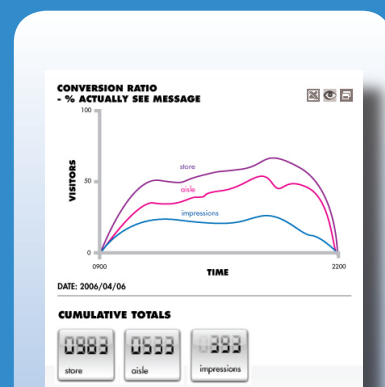 CONVERSION RATIO
- % ACTUALLY SEE MESSAGE
100
VISITORS
50
0
store
aisle
impressions
0900
TIME
2200
DATE: 2006/04/06
CUMULATIVE TOTALS
0983
0533
0393
store
aisle
impressions